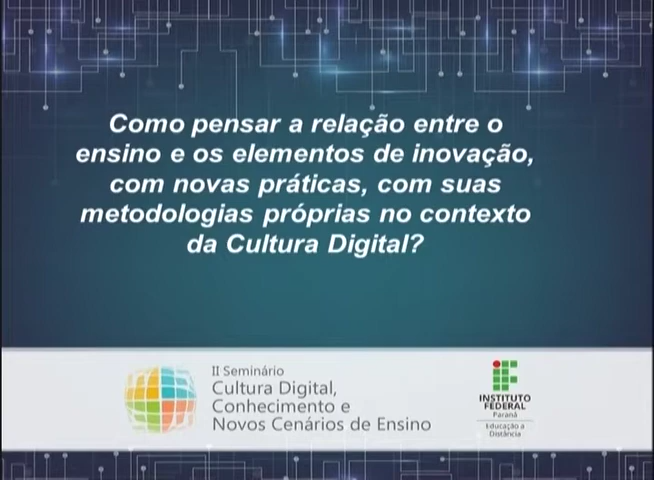 Como pensar a relação entre o
ensino e os elementos de inovação,
com novas práticas, com suas
metodologias próprias no contexto
da Cultura Digital?
II Seminário
Cultura Digital,
Conhecimento e
Novos Cenários de Ensino
INSTITUTO
FEDERAL
Paraná
Educação a
Distância